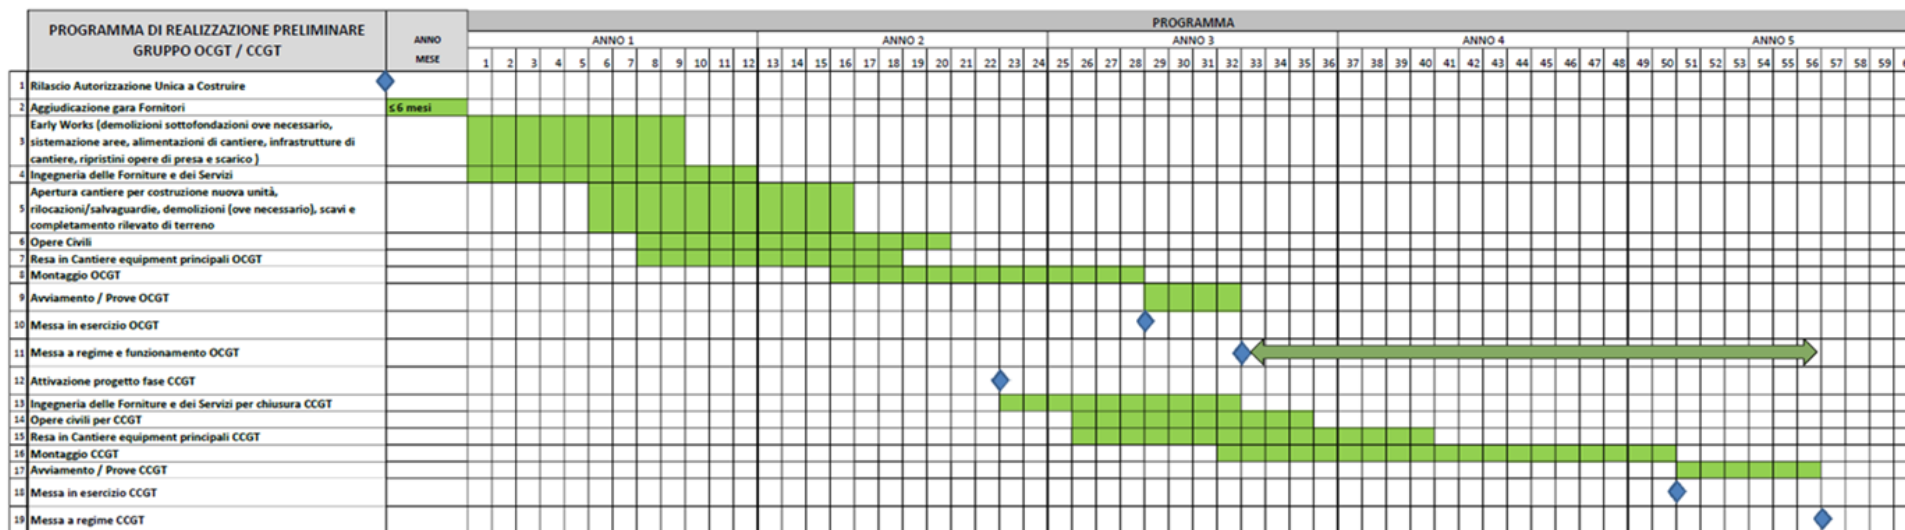 PROGRAMMA DI REALIZZAZIONE PRELIMINARE
GRUPPO OCGT / CCGT
ANNO
MESE
PROGRAMMA
ANNO 1 ANNO 2 ANNO 3 ANNO 4 ANNO 5
1 2 3 4 5 6 7 8 9 10 11 12 13 14 15 16 17 18 19 20 21 22 23 24 25 26 27 28 29 30 31 32 33 34 35 36 37 38 39 40 41 42 43 44 45 46 47 48 49 50 51 52 53 54 55 56 57 58 59
1 Rilascio Autorizzazione Unica a Costruire
2 Aggiudicazione gara Fornitori ≤6 mesi
Early Works (demolizioni sottofondazioni ove necessario,
3 sistemazione aree, alimentazioni di cantiere, infrastrutture di
cantiere, ripristini opere di presa e scarico )
4 Ingegneria delle Forniture e dei Servizi
Apertura cantiere per costruzione nuova unità,
5 rilocazioni/salvaguardie, demolizioni (ove necessario), scavi e
completamento rilevato di terreno
6 Opere Civili
7 Resa in Cantiere equipment principali OCGT
8 Montaggio OCGT
9 Avviamento / Prove OCGT
10 Messa in esercizio OCGT
11 Messa a regime e funzionamento OCGT
12 Attivazione progetto fase CCGT
13 Ingegneria delle Forniture e dei Servizi per chiusura CCGT
14 Opere civili per CCGT
15 Resa in Cantiere equipment principali CCGT
16 Montaggio CCGT
17 Avviamento / Prove CCGT
18 Messa in esercizio CCGT
19 Messa a regime CCGT